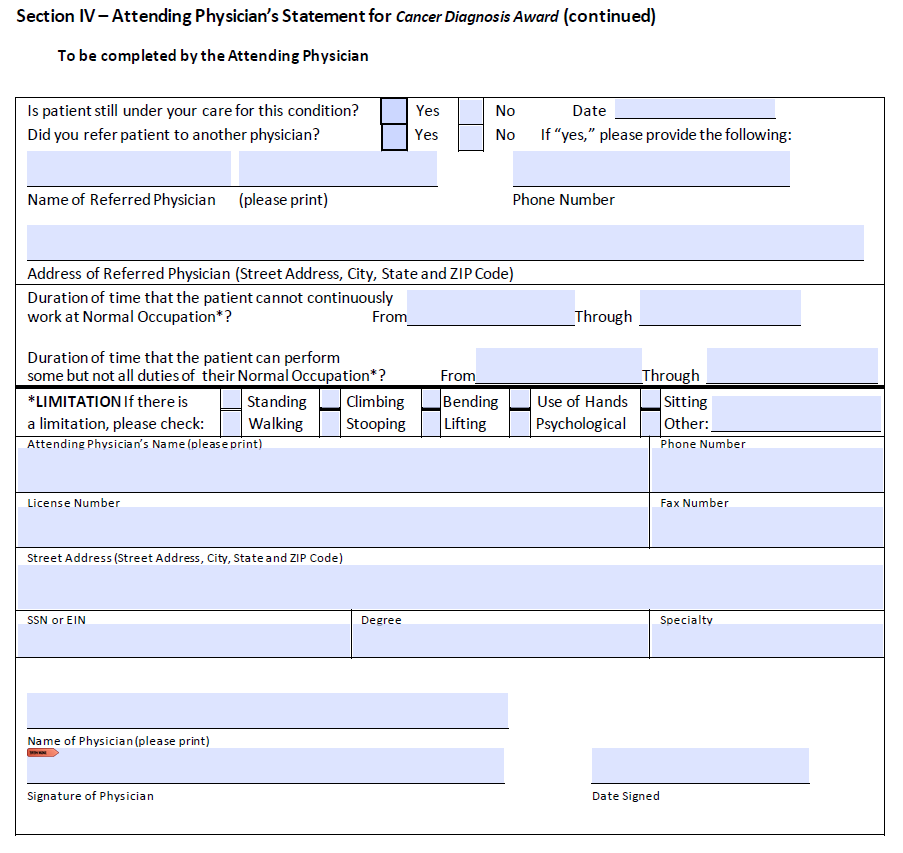 Section IV – Attending Physician's Statement for Cancer Diagnosis Award (continued)
To be completed by the Attending Physician
Is patient still under your care for this condition? Yes No Date
Did you refer patient to another physician? Yes No If "yes," please provide the following:
Name of Referred Physician (please print) Phone Number
Address of Referred Physician (Street Address, City, State and ZIP Code)
Duration of time that the patient cannot continuously
work at Normal Occupation*? From Through
Duration of time that the patient can perform
some but not all duties of their Normal Occupation*? From Through
*LIMITATION If there is Standing Climbing Bending Use of Hands Sitting
a limitation, please check: Walking Stooping Lifting Psychological Other:
Attending Physician's Name (please print) Phone Number
License Number Fax Number
Street Address (Street Address, City, State and ZIP Code)
SSN or EIN Degree Specialty
Name of Physician (please print)
Signature of Physician Date Signed